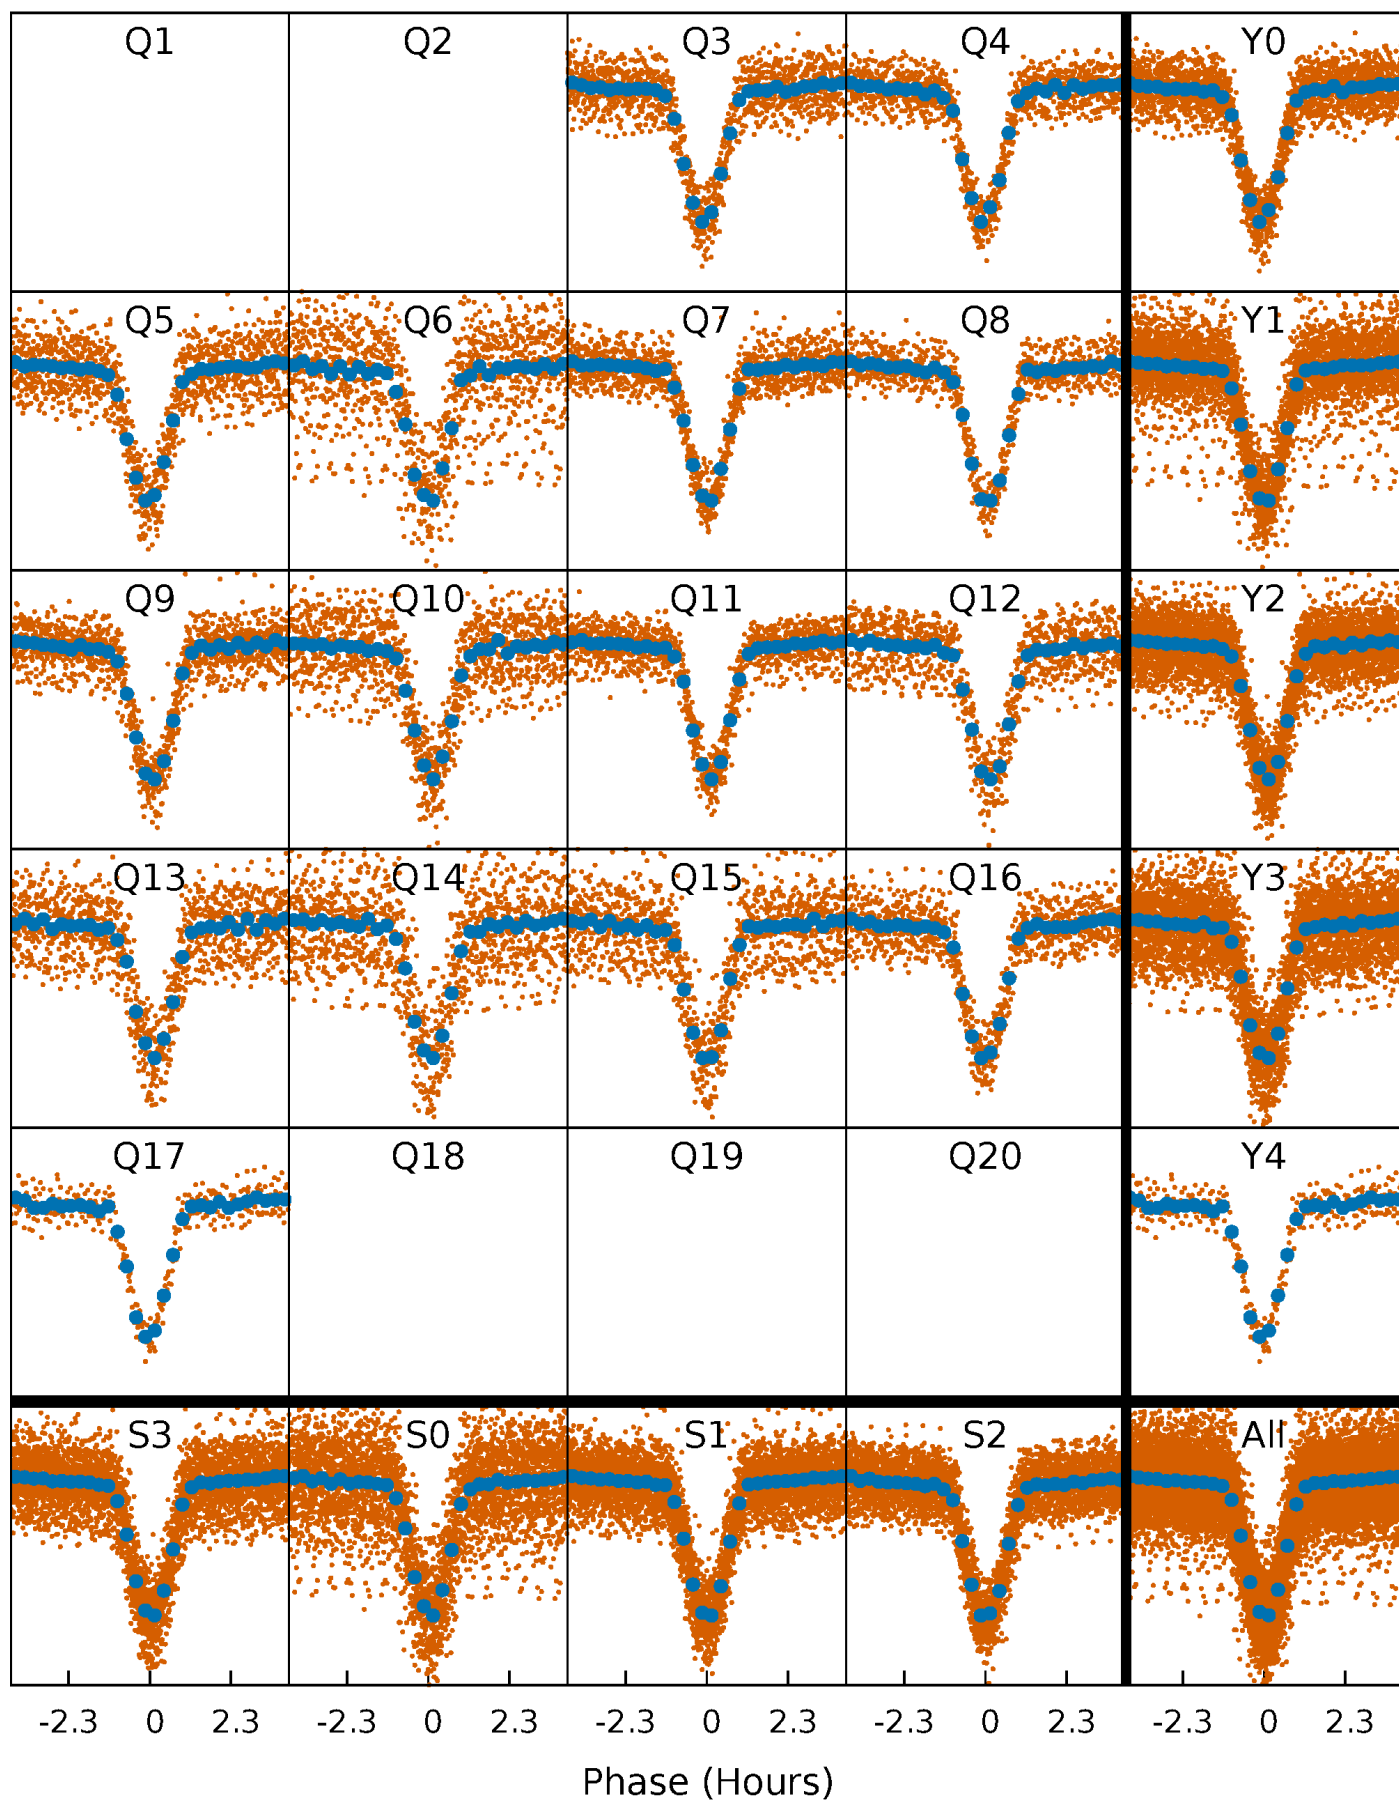 Q1 Q2 Q3 Q4 Y0
Q5 Q6 Q7 Q8 Y1
Q9 Q10 Q11 Q12 Y2
Q13 Q14 Q15 Q16 Y3
Q17 Q18 Q19 Q20 Y4
S3 S0 S1 S2 All
-2.3 0 2.3 -2.3 0 2.3 -2.3 0 2.3 -2.3 0 2.3 -2.3 0 2.3
Phase (Hours)